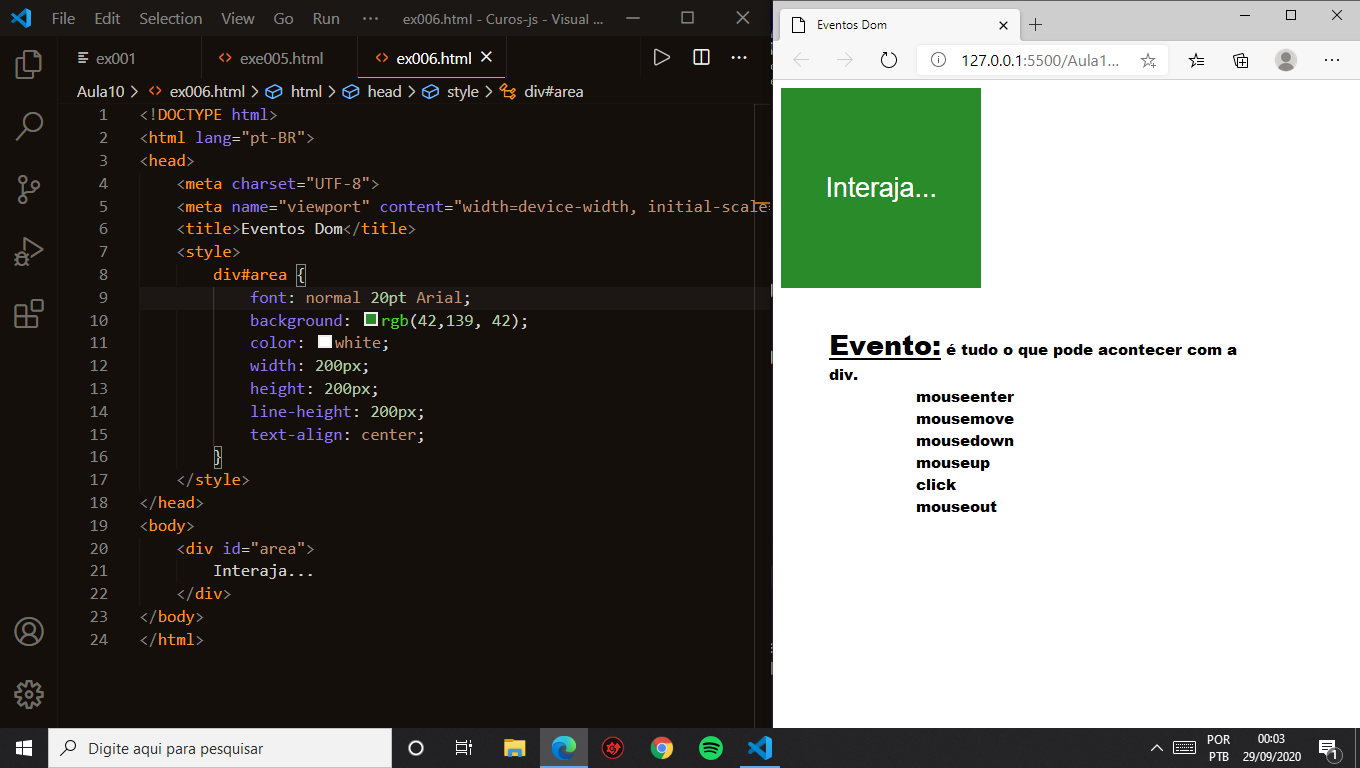 File Edit Selection View Go Run ··· ex006.html - Curos-js - Visual ...
ex001 exe005.html ex006.html
Aula10 > ex006.html > html > head > style > div#area
1 <!DOCTYPE html>
2 <html lang="pt-BR">
3 <head>
4 <meta charset="UTF-8">
5 <meta name="viewport" content="width=device-width, initial-scale=
6 <title>Eventos Dom</title>
7 <style>
8 div#area {
9 font: normal 20pt Arial;
10 background: rgb(42,139, 42);
11 color: white;
12 width: 200px;
13 height: 200px;
14 line-height: 200px;
15 text-align: center;
16 }
17 </style>
18 </head>
19 <body>
20 <div id="area">
21 Interaja...
22 </div>
23 </body>
24 </html>
Eventos Dom
127.0.0.1:5500/Aula1...
Interaja...
Evento: é tudo o que pode acontecer com a
div.
mouseenter
mousemove
mousedown
mouseup
click
mouseout
Digite aqui para pesquisar
POR
PTB
00:03
29/09/2020
1